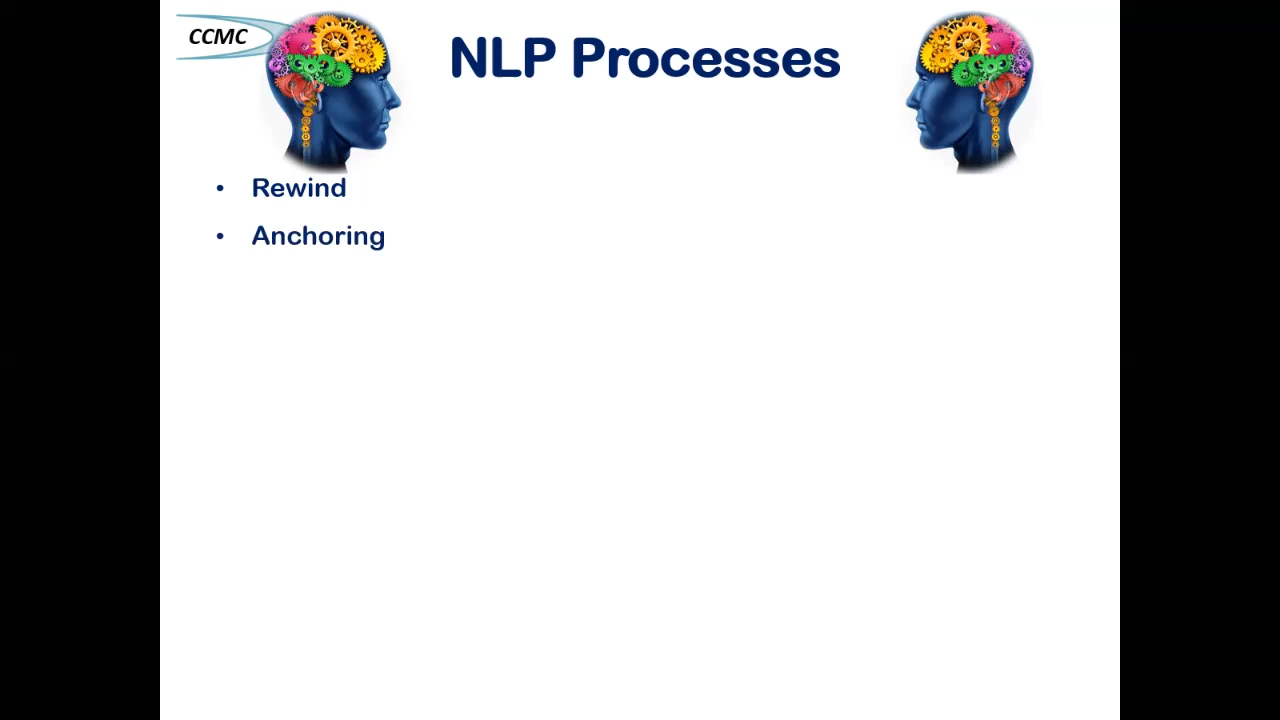 CCMC
NLP Processes
• Rewind
• Anchoring